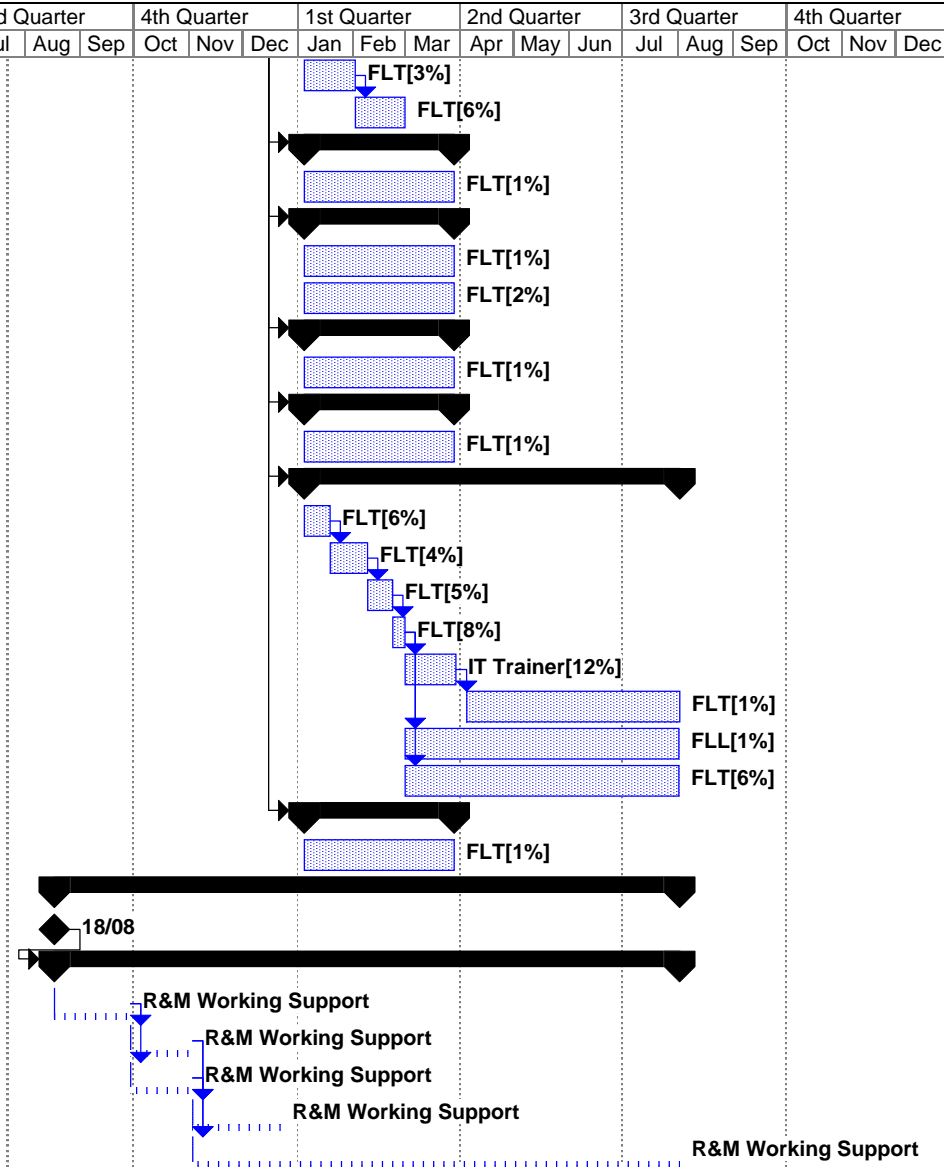 d Quarter 4th Quarter 1st Quarter 2nd Quarter 3rd Quarter 4th Quarter
ul Aug Sep Oct Nov Dec Jan Feb Mar Apr May Jun Jul Aug Sep Oct Nov Dec
FLT[3%]
FLT[6%]
FLT[1%]
FLT[1%]
FLT[2%]
FLT[1%]
FLT[1%]
FLT[6%]
FLT[4%]
FLT[5%]
FLT[8%]
IT Trainer[12%]
FLT[1%]
FLL[1%]
FLT[6%]
FLT[1%]
18/08
R&M Working Support
R&M Working Support
R&M Working Support
R&M Working Support
R&M Working Support